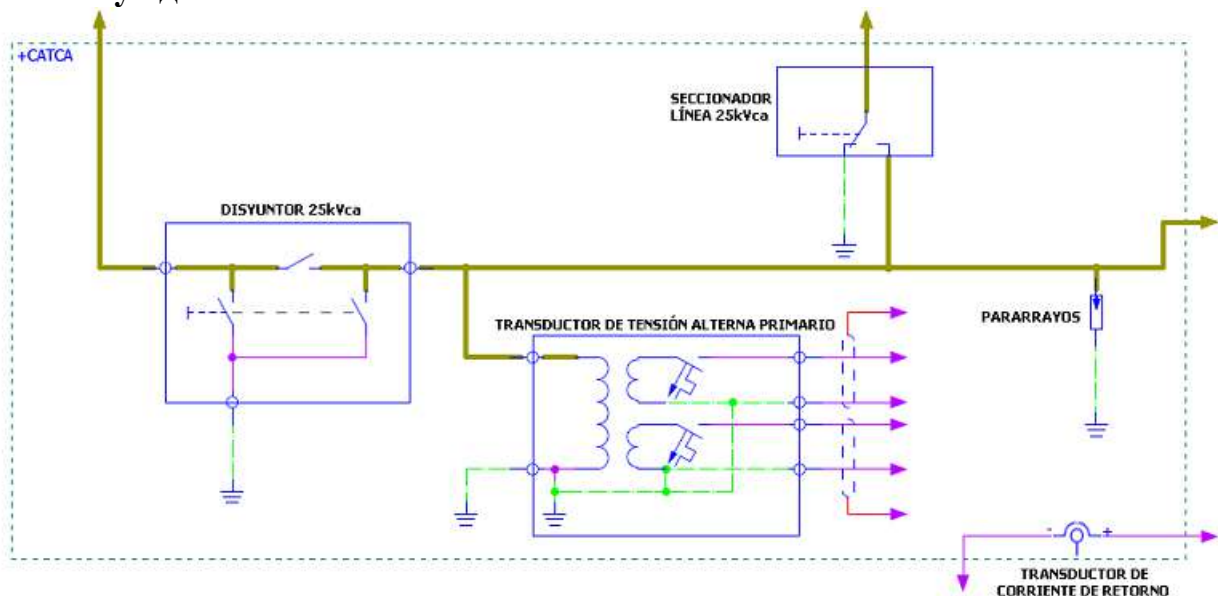 +CATCA
SECCIONADOR
LÍNEA 25kVca
DISYUNTOR 25kVca
TRANSDUCTOR DE TENSIÓN ALTERNA PRIMARIO
PARARRAYOS
- +
TRANSDUCTOR DE
CORRIENTE DE RETORNO